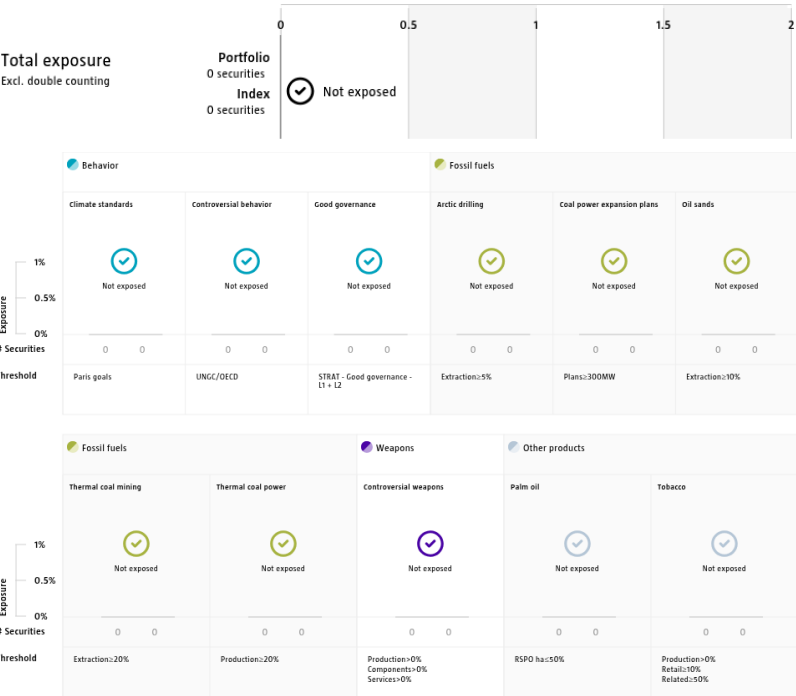 0 0.5 1 1.5 2
Total exposure
Excl. double counting
Portfolio
0 securities
Index
0 securities
Not exposed
Behavior Fossil fuels
Climate standards Controversial behavior Good governance Arctic drilling Coal power expansion plans Oil sands
Not exposed Not exposed Not exposed Not exposed Not exposed Not exposed
Exposure
1%
0.5%
0%
# Securities 0 0 0 0 0 0 0 0 0 0 0 0
Threshold Paris goals UNGC/OECD STRAT - Good governance - Extraction≥5% Plans≥300MW Extraction≥10%
L1 + L2
Fossil fuels Weapons Other products
Thermal coal mining Thermal coal power Controversial weapons Palm oil Tobacco
Not exposed Not exposed Not exposed Not exposed Not exposed
Exposure
1%
0.5%
0%
# Securities 0 0 0 0 0 0 0 0 0 0
Threshold Extraction≥20% Production≥20% Production>0% RSPO ha≤50% Production>0%
Components>0% Retail≥10%
Services>0% Related≥50%